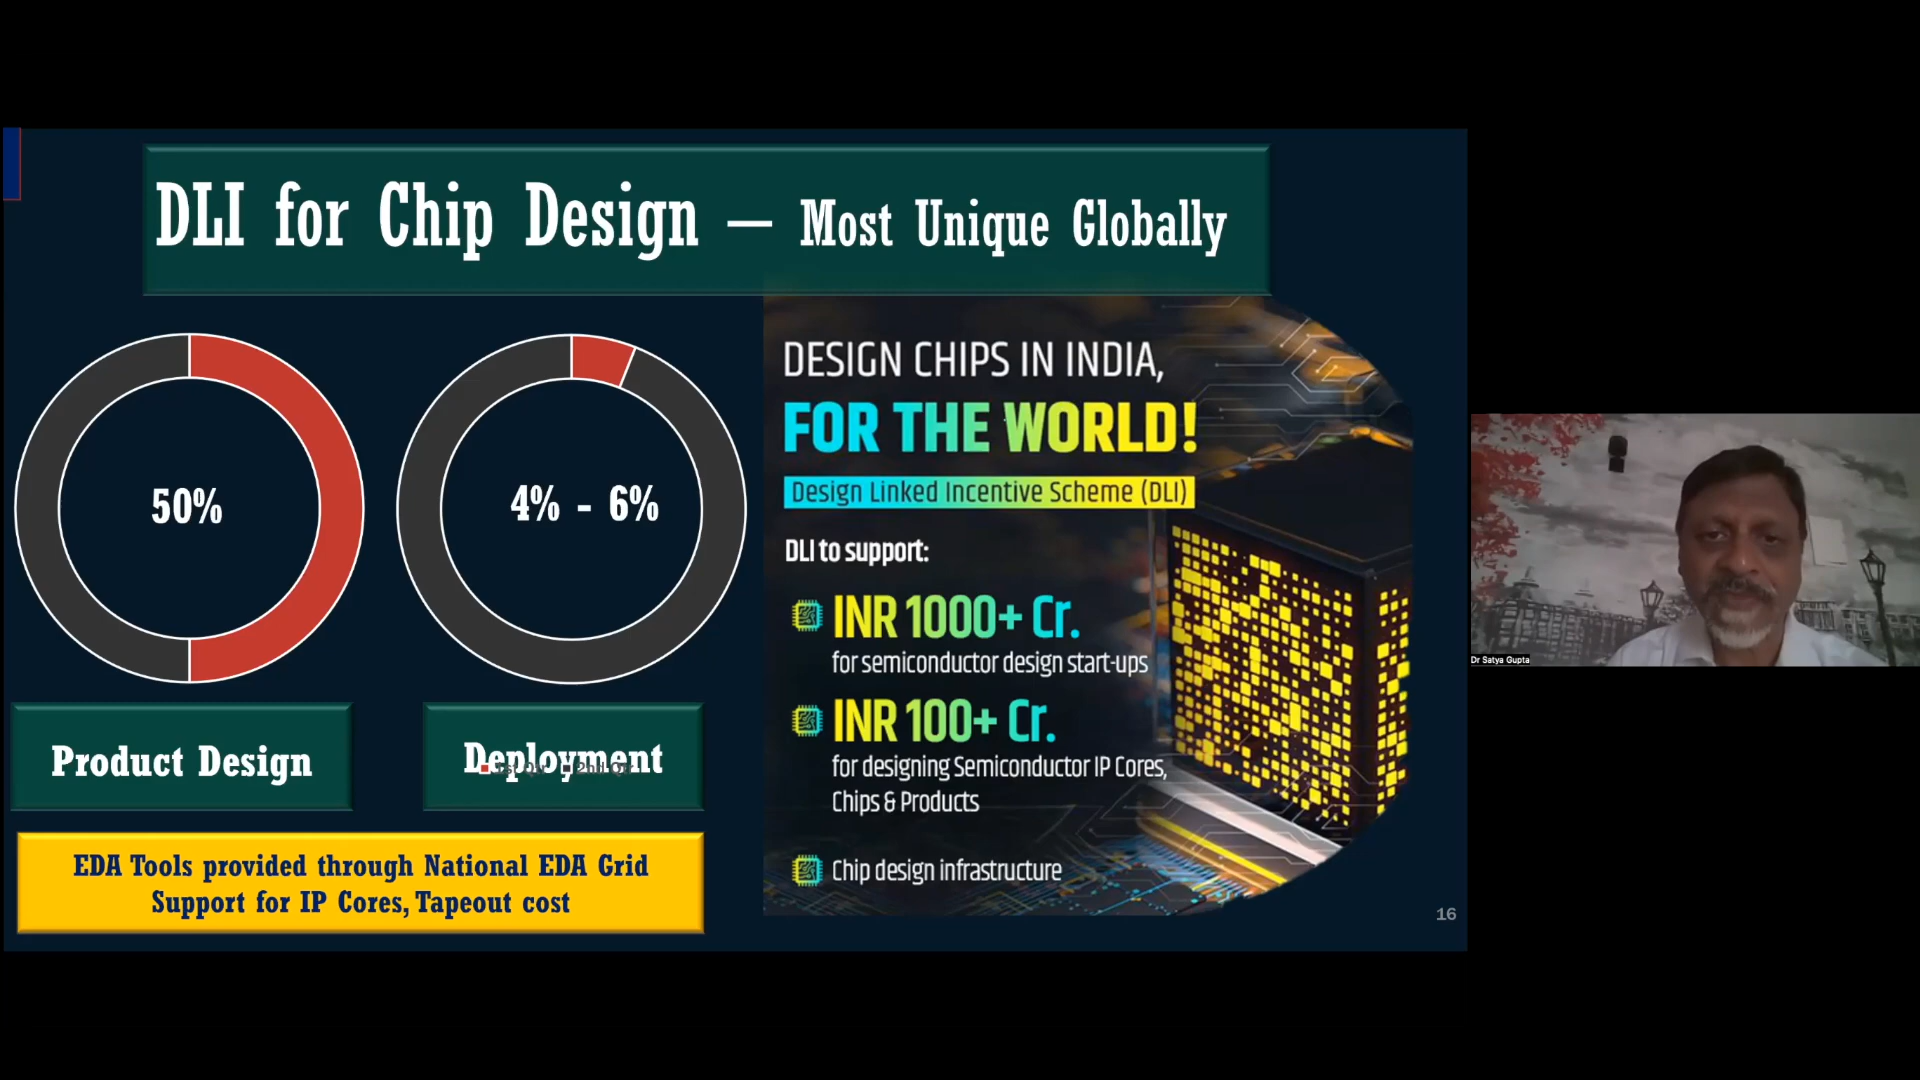 DLI for Chip Design – Most Unique Globally
50%
4% - 6%
Product Design
Deployment
EDA Tools provided through National EDA Grid
Support for IP Cores, Tapeout cost
DESIGN CHIPS IN INDIA,
FOR THE WORLD!
Design Linked Incentive Scheme (DLI)
DLI to support:
INR 1000+ Cr.
for semiconductor design start-ups
INR 100+ Cr.
for designing Semiconductor IP Cores,
Chips & Products
Chip design infrastructure
16
Dr Satya Gupta